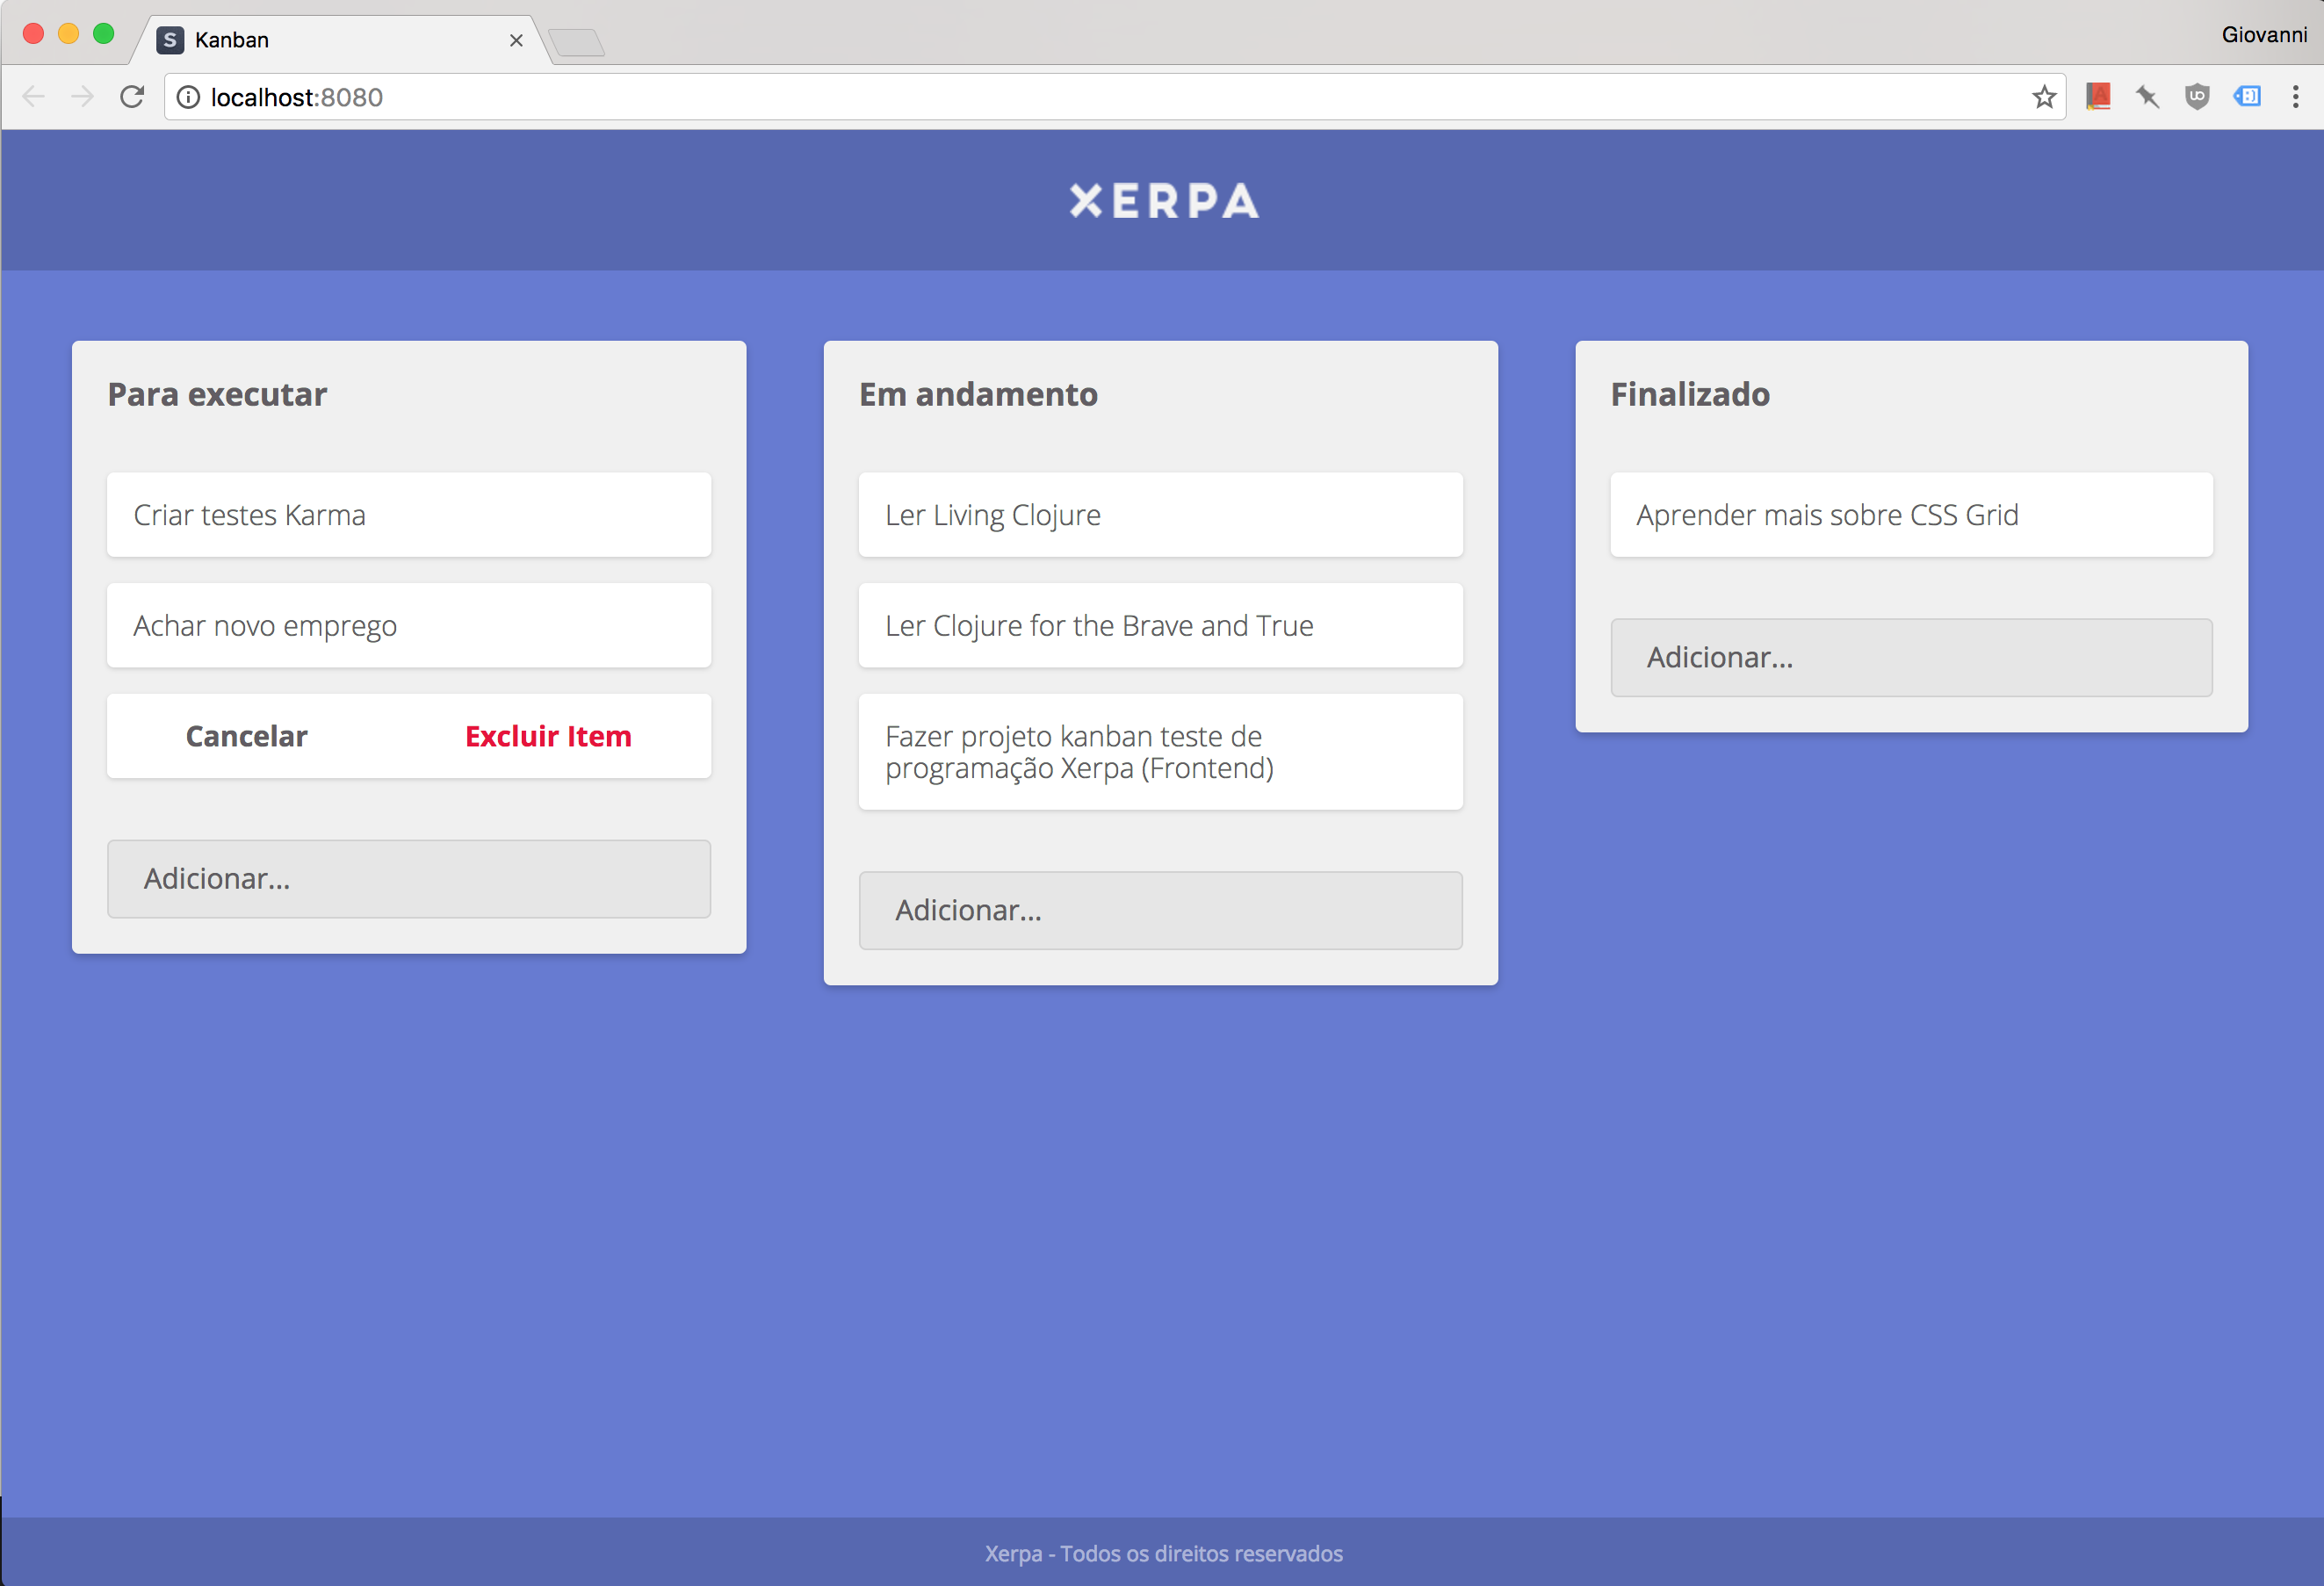 S Kanban
Giovanni
localhost:8080
XERPA
Para executar
Criar testes Karma
Achar novo emprego
Cancelar Excluir Item
Adicionar...
Em andamento
Ler Living Clojure
Ler Clojure for the Brave and True
Fazer projeto kanban teste de
programação Xerpa (Frontend)
Adicionar...
Finalizado
Aprender mais sobre CSS Grid
Adicionar...
Xerpa - Todos os direitos reservados